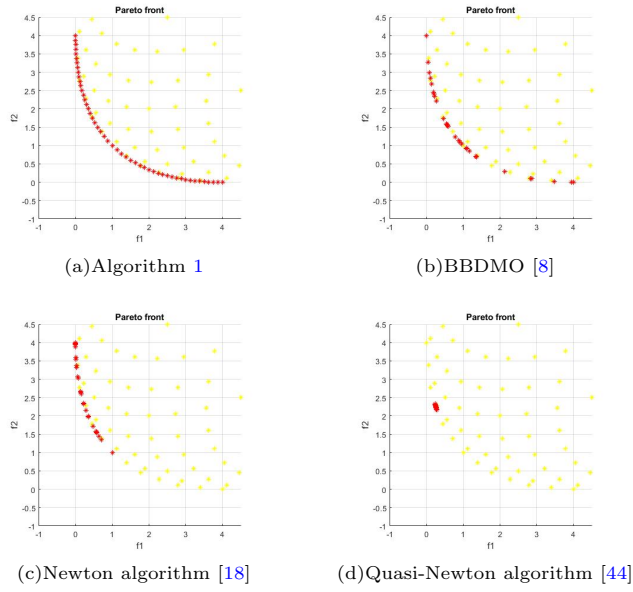 Pareto front
4.5
4
3.5
3
2.5
2
1.5
1
0.5
0
-0.5
-1
f2
-1 0 1 2 3 4
f1
(a)Algorithm 1
Pareto front
4.5
4
3.5
3
2.5
2
1.5
1
0.5
0
-0.5
-1
f2
-1 0 1 2 3 4
f1
(b)BBDMO [8]
Pareto front
4.5
4
3.5
3
2.5
2
1.5
1
0.5
0
-0.5
-1
f2
-1 0 1 2 3 4
f1
(c)Newton algorithm [18]
Pareto front
4.5
4
3.5
3
2.5
2
1.5
1
0.5
0
-0.5
-1
f2
-1 0 1 2 3 4
f1
(d)Quasi-Newton algorithm [44]